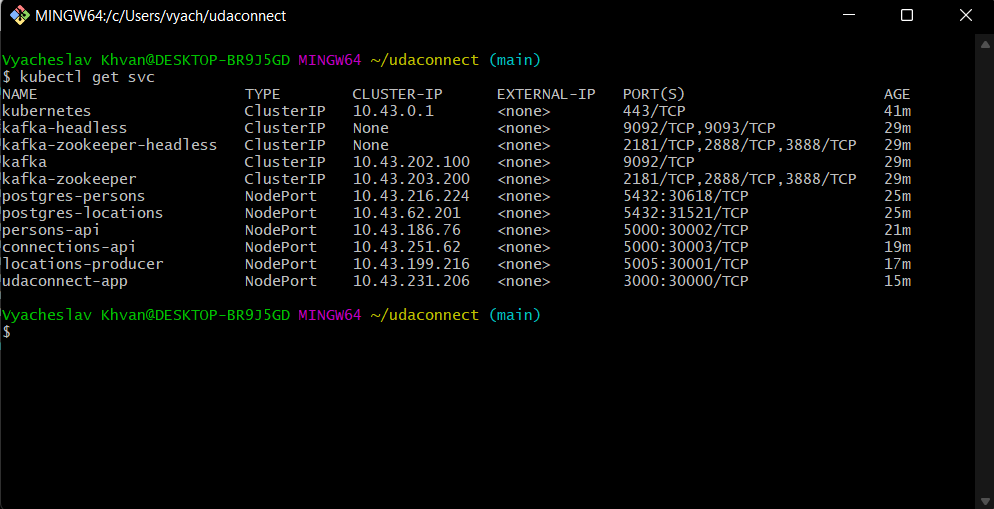 MINGW64:/c/Users/vyach/udaconnect
Vyacheslav Khvan@DESKTOP-BR9J5GD MINGW64 ~/udaconnect (main)
$ kubectl get svc
NAME TYPE CLUSTER-IP EXTERNAL-IP PORT(S) AGE
kubernetes ClusterIP 10.43.0.1 <none> 443/TCP 41m
kafka-headless ClusterIP None <none> 9092/TCP,9093/TCP 29m
kafka-zookeeper-headless ClusterIP None <none> 2181/TCP,2888/TCP,3888/TCP 29m
kafka ClusterIP 10.43.202.100 <none> 9092/TCP 29m
kafka-zookeeper ClusterIP 10.43.203.200 <none> 2181/TCP,2888/TCP,3888/TCP 29m
postgres-persons NodePort 10.43.216.224 <none> 5432:30618/TCP 25m
postgres-locations NodePort 10.43.62.201 <none> 5432:31521/TCP 25m
persons-api NodePort 10.43.186.76 <none> 5000:30002/TCP 21m
connections-api NodePort 10.43.251.62 <none> 5000:30003/TCP 19m
locations-producer NodePort 10.43.199.216 <none> 5005:30001/TCP 17m
udaconnect-app NodePort 10.43.231.206 <none> 3000:30000/TCP 15m
Vyacheslav Khvan@DESKTOP-BR9J5GD MINGW64 ~/udaconnect (main)
$